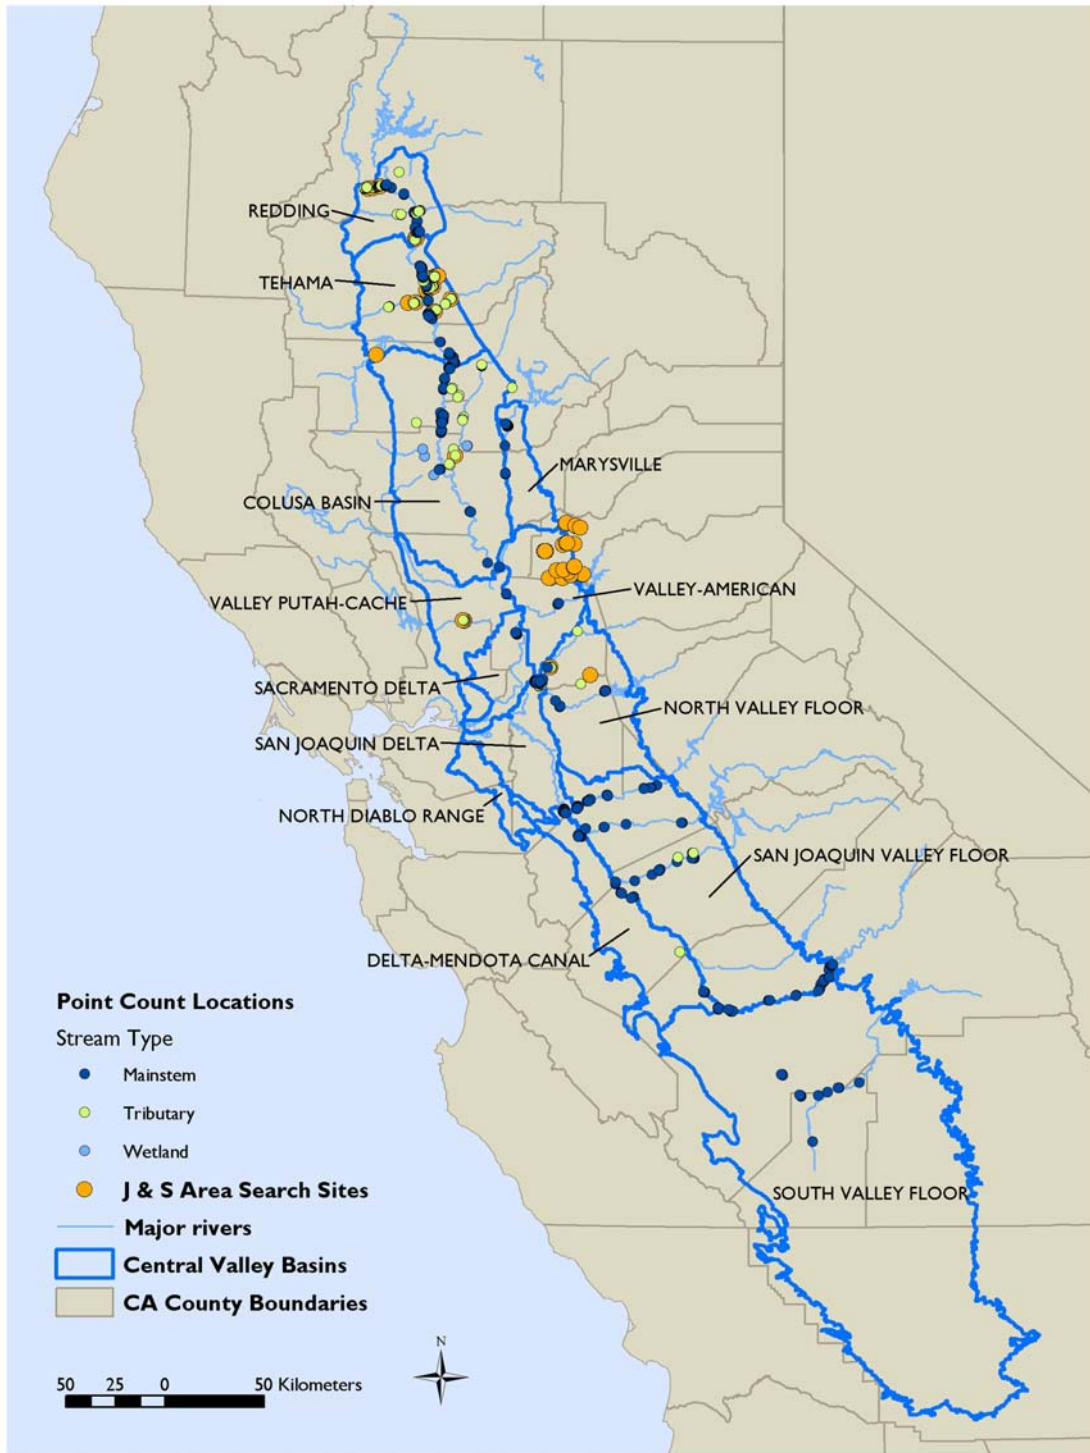 REDDING
TEHAMA
MARYSVILLE
COLUSA BASIN
VALLEY-AMERICAN
VALLEY PUTAH-CACHE
SACRAMENTO DELTA
NORTH VALLEY FLOOR
SAN JOAQUIN DELTA
NORTH DIABLO RANGE
SAN JOAQUIN VALLEY FLOOR
DELTA-MENDOTA CANAL
SOUTH VALLEY FLOOR
Point Count Locations
Stream Type
Mainstem
Tributary
Wetland
J & S Area Search Sites
Major rivers
Central Valley Basins
CA County Boundaries
N
50 25 0 50 Kilometers